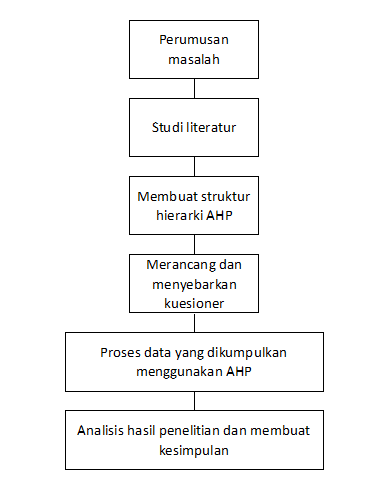 Perumusan
masalah
Studi literatur
Membuat struktur
hierarki AHP
Merancang dan
menyebarkan
kuesioner
Proses data yang dikumpulkan
menggunakan AHP
Analisis hasil penelitian dan membuat
kesimpulan